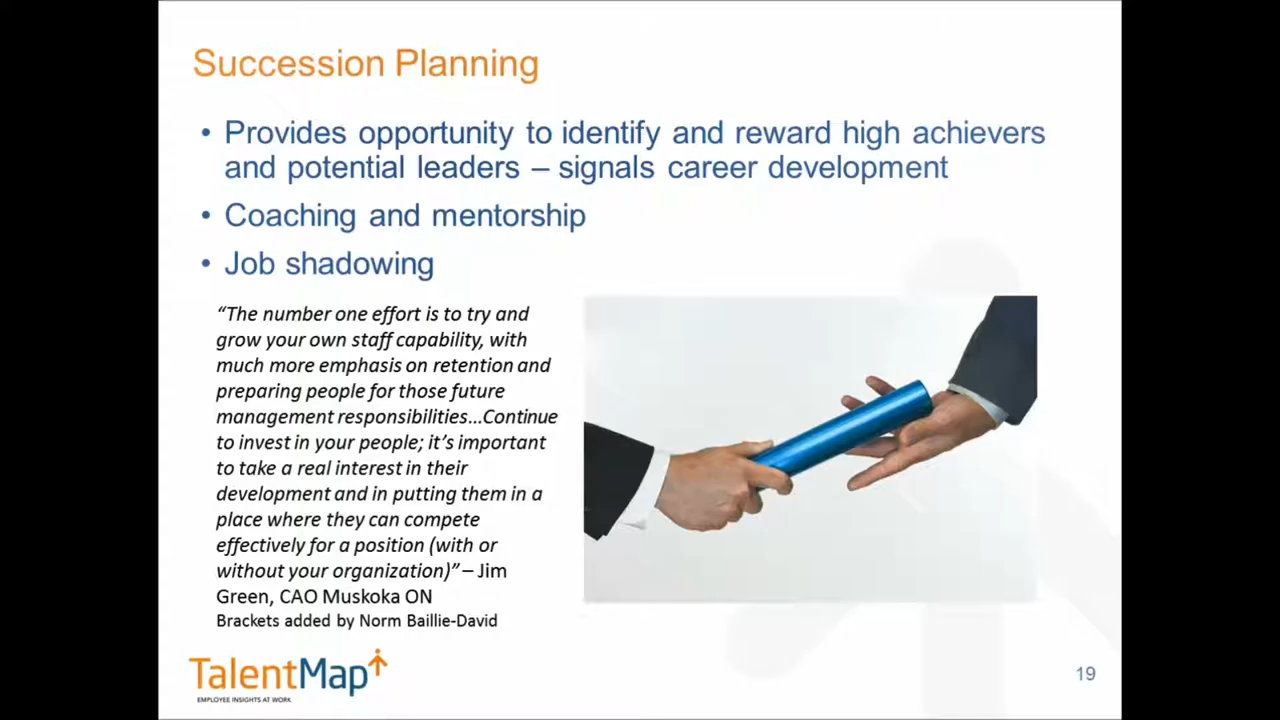 Succession Planning
• Provides opportunity to identify and reward high achievers
and potential leaders – signals career development
• Coaching and mentorship
• Job shadowing
“The number one effort is to try and
grow your own staff capability, with
much more emphasis on retention and
preparing people for those future
management responsibilities…Continue
to invest in your people; it’s important
to take a real interest in their
development and in putting them in a
place where they can compete
effectively for a position (with or
without your organization)” – Jim
Green, CAO Muskoka ON
Brackets added by Norm Baillie-David
TalentMap
EMPLOYEE INSIGHTS AT WORK
19